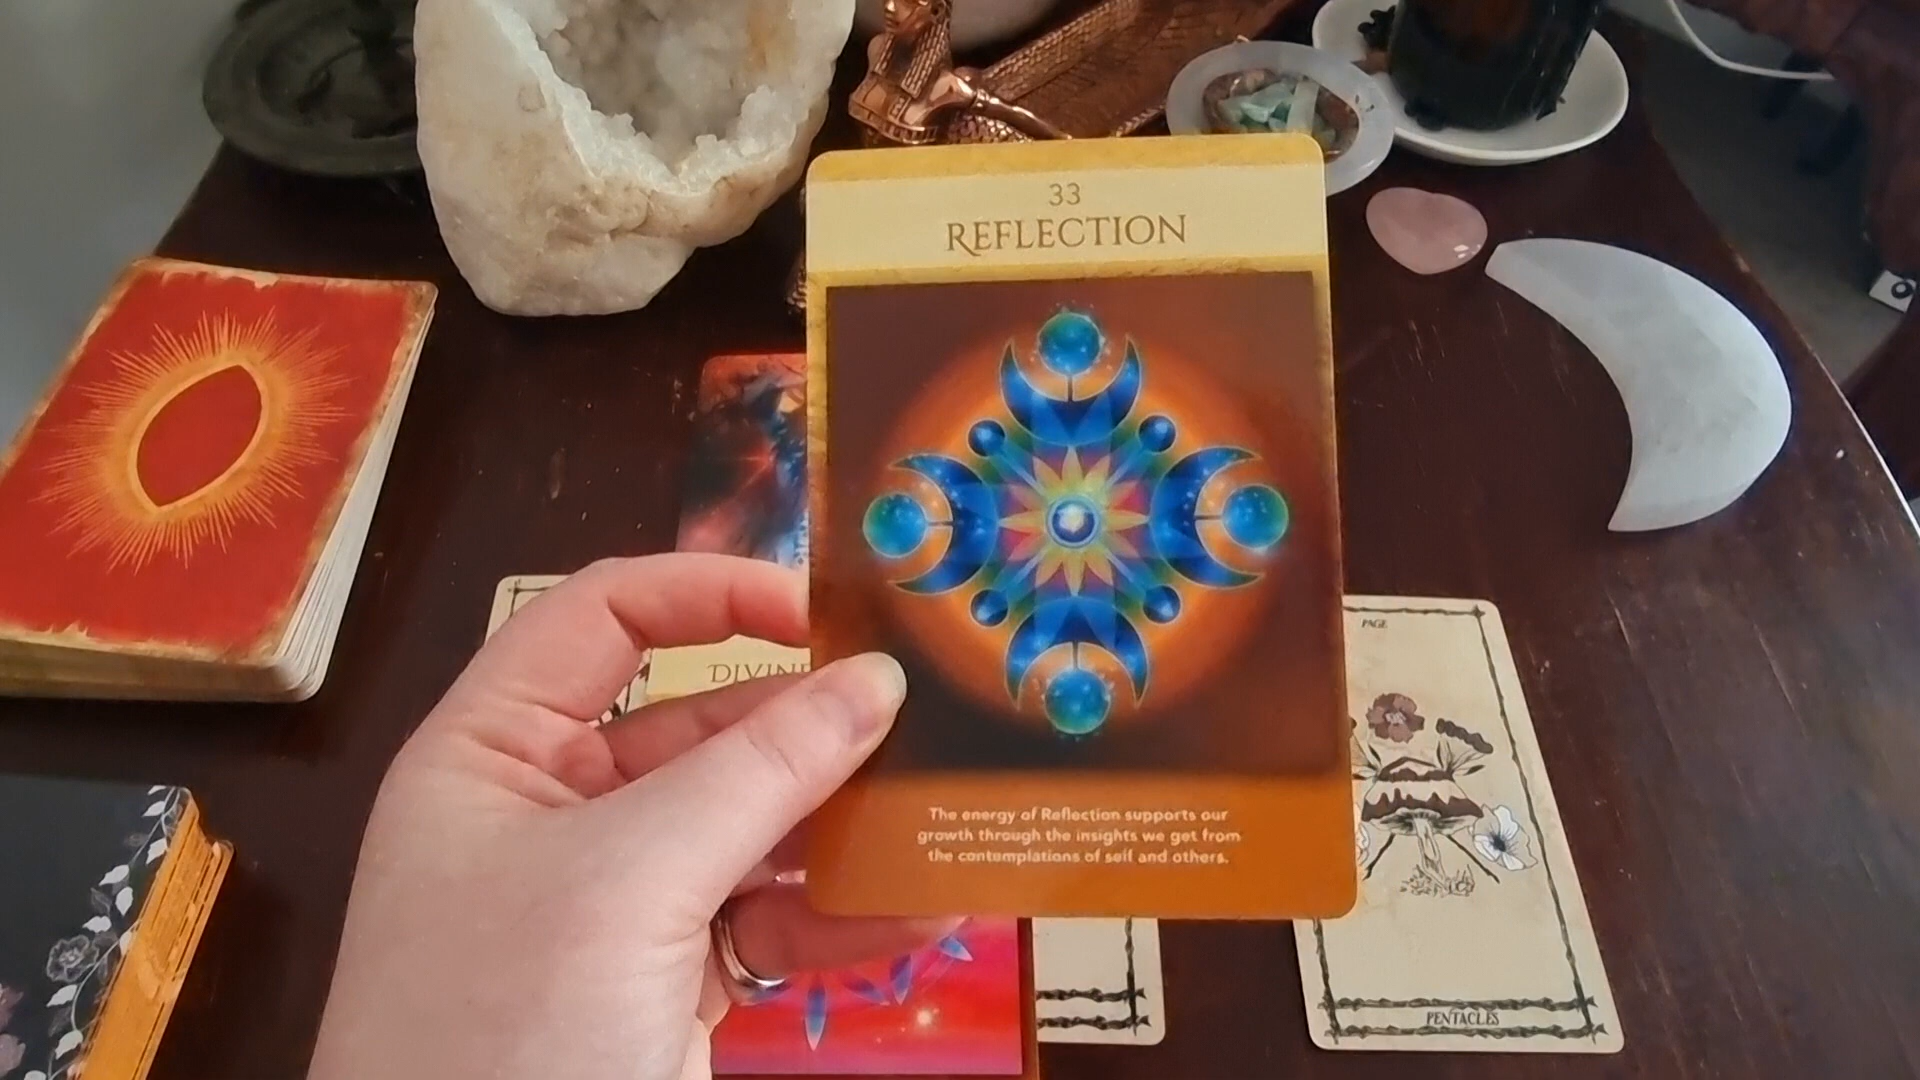 33
REFLECTION
The energy of Reflection supports our
growth through the insights we get from
the contemplations of self and others.
DIVINE
PAGE
PENTACLES